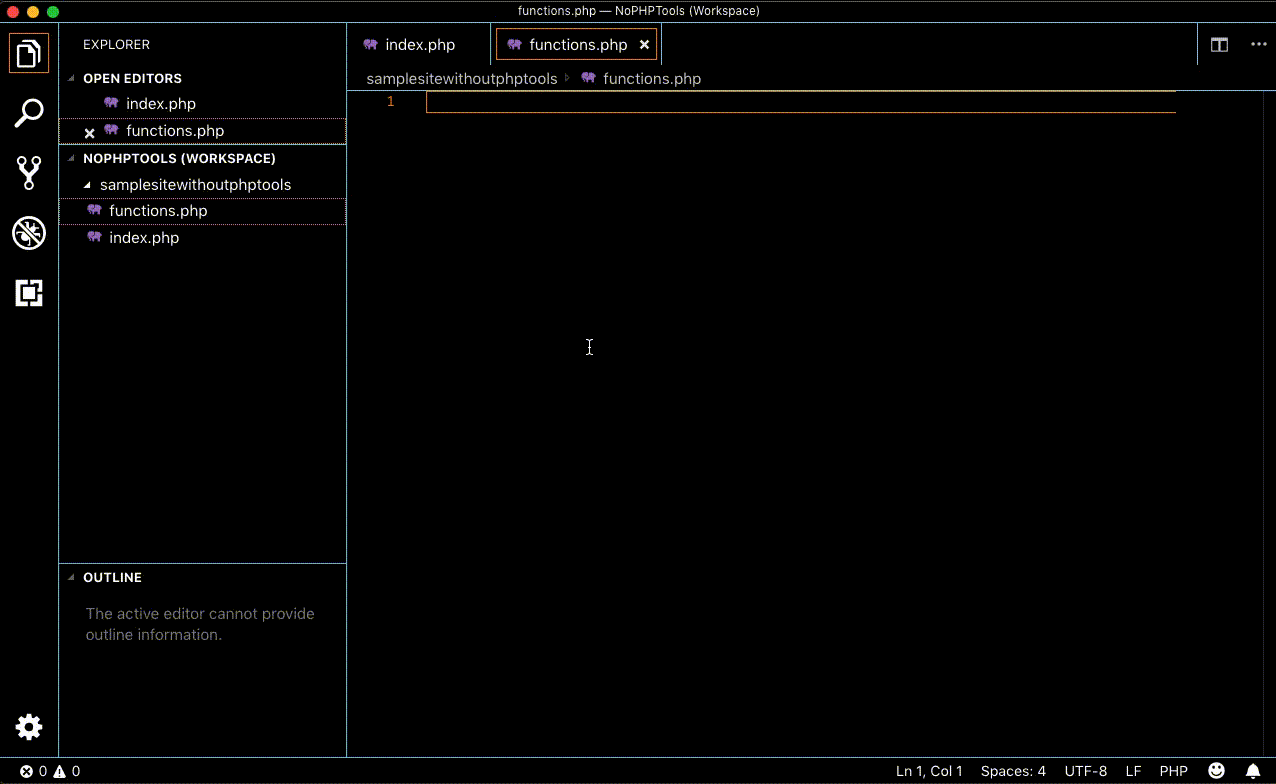 functions.php — NoPHPTools (Workspace)
EXPLORER
OPEN EDITORS
index.php
functions.php
NOPHPTOOLS (WORKSPACE)
samplesitewithoutphptools
functions.php
index.php
OUTLINE
The active editor cannot provide
outline information.
index.php
functions.php
samplesitewithoutphptools functions.php
1
0 0
Ln 1, Col 1 Spaces: 4 UTF-8 LF PHP